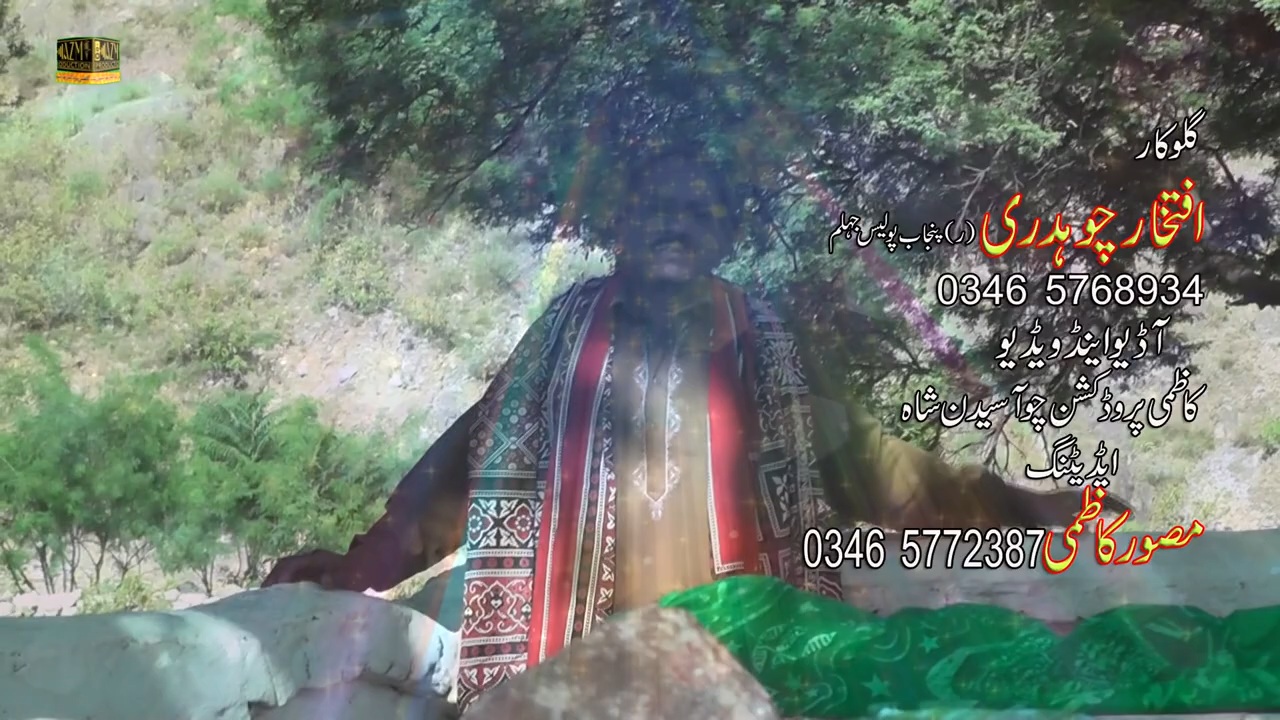 گلوکار
افتخار چوہدری (ر) پنجاب پولیس جہلم
0346 5768934
آڈیو اینڈ ویڈیو
کاظمی پروڈکشن چوآسیدن شاہ
ایڈیٹنگ
مصور کاظمی 0346 5772387